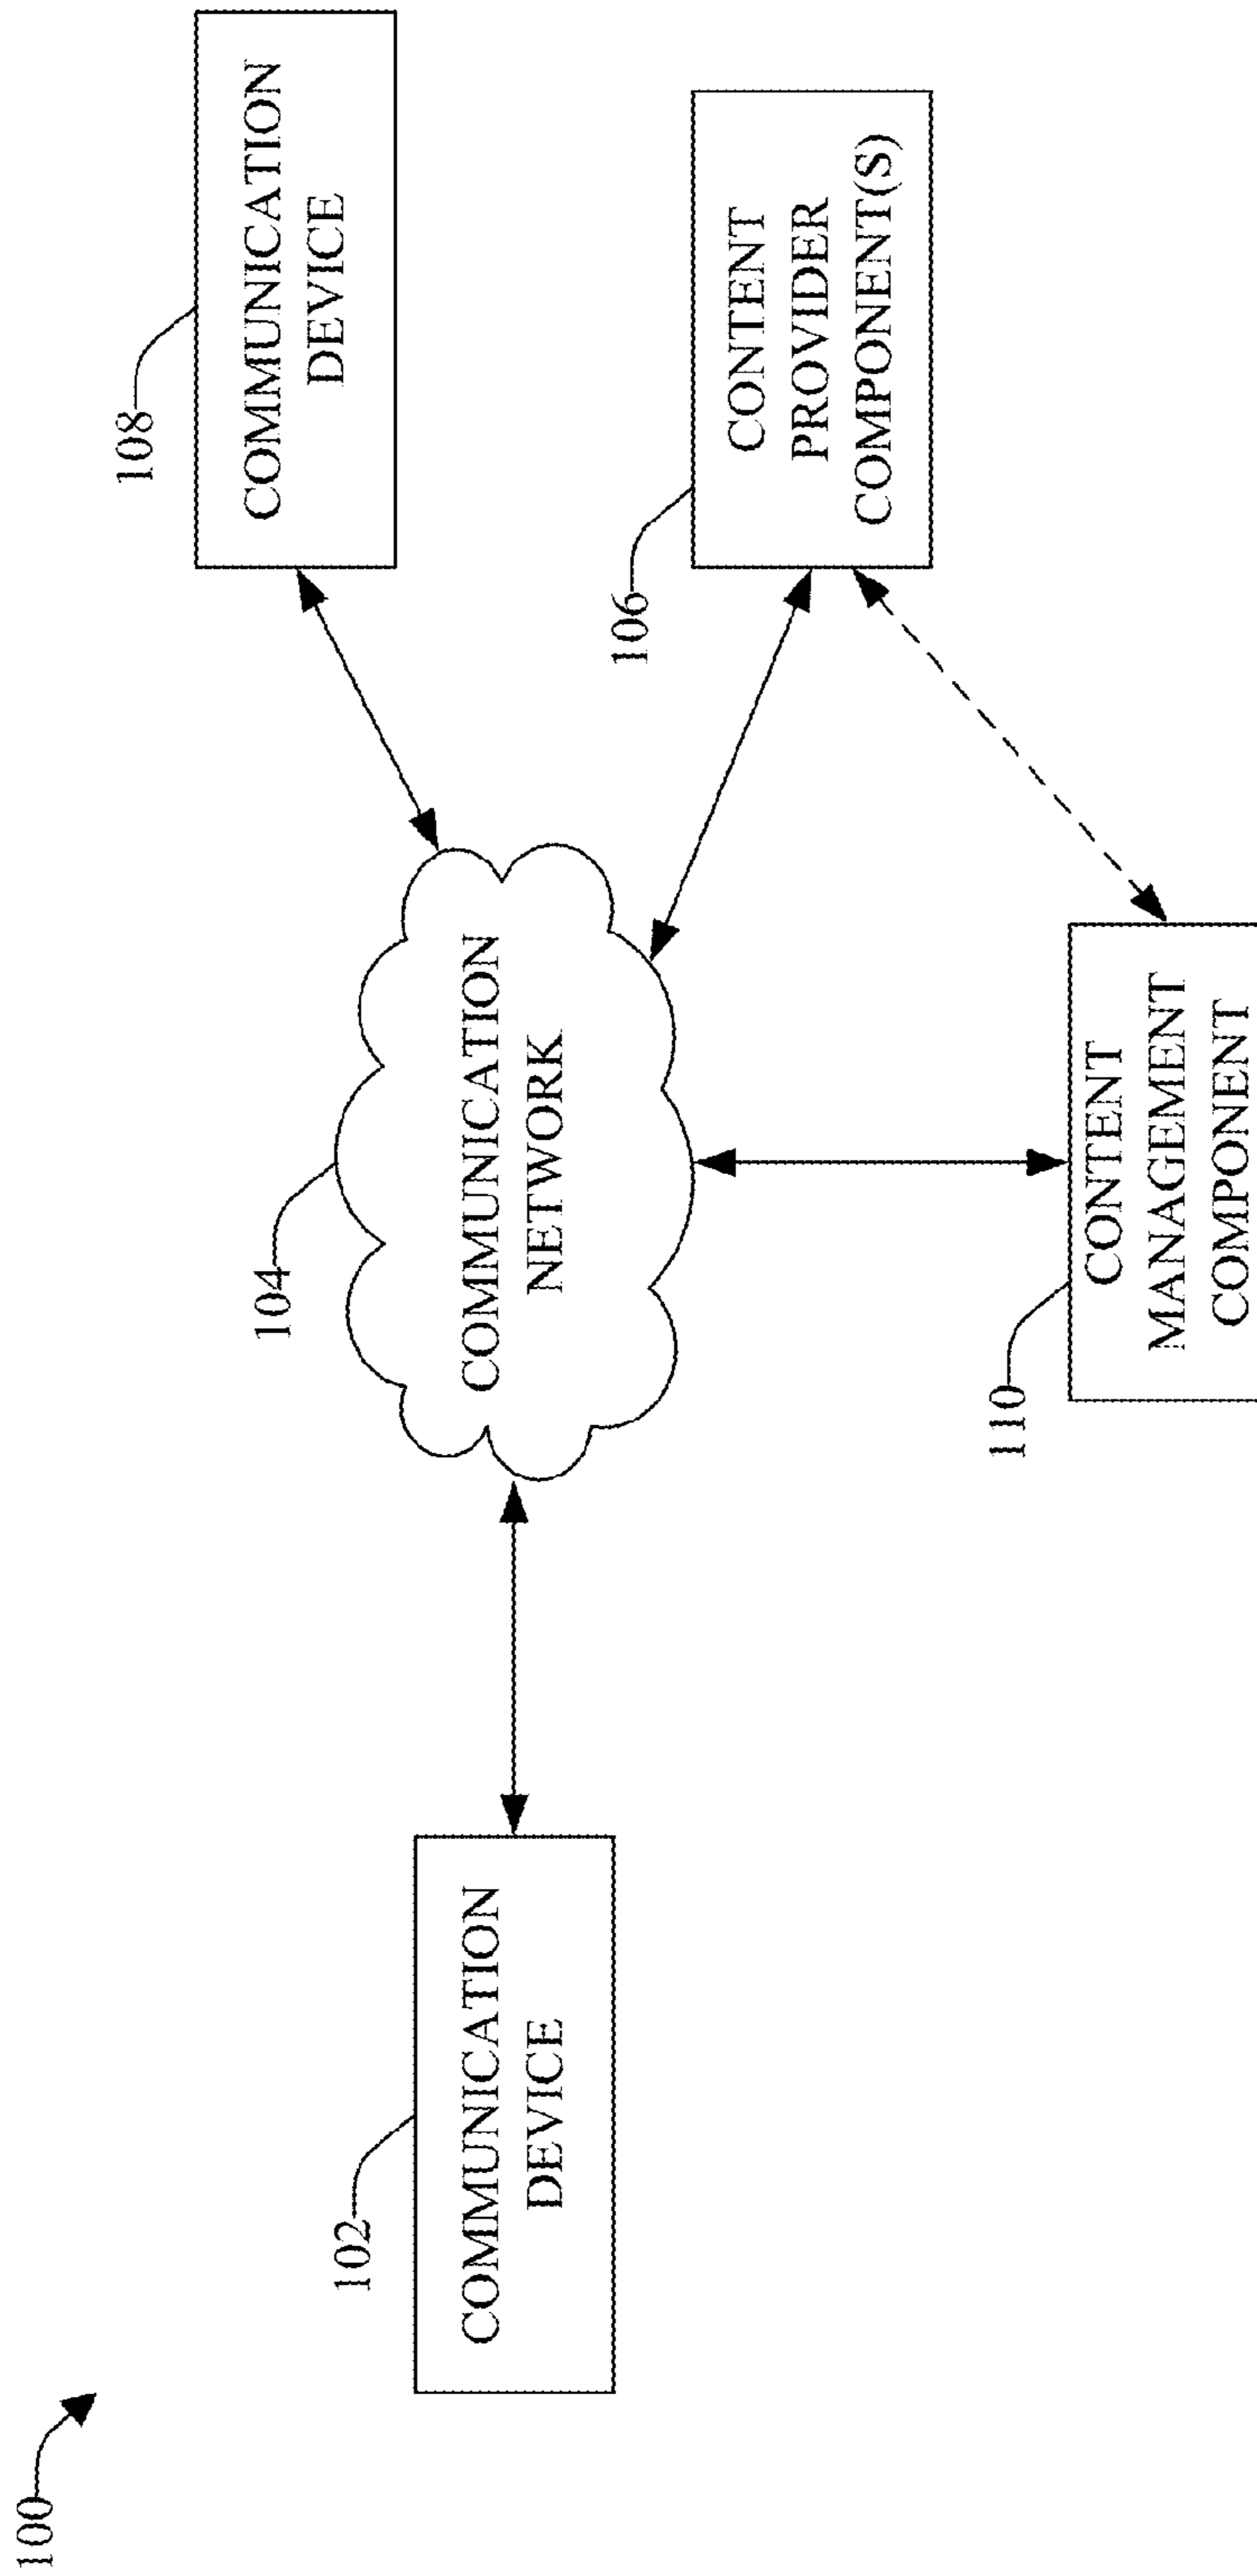 100
102
COMMUNICATION
DEVICE
104
COMMUNICATION
NETWORK
108
COMMUNICATION
DEVICE
106
CONTENT
PROVIDER
COMPONENT(S)
110
CONTENT
MANAGEMENT
COMPONENT